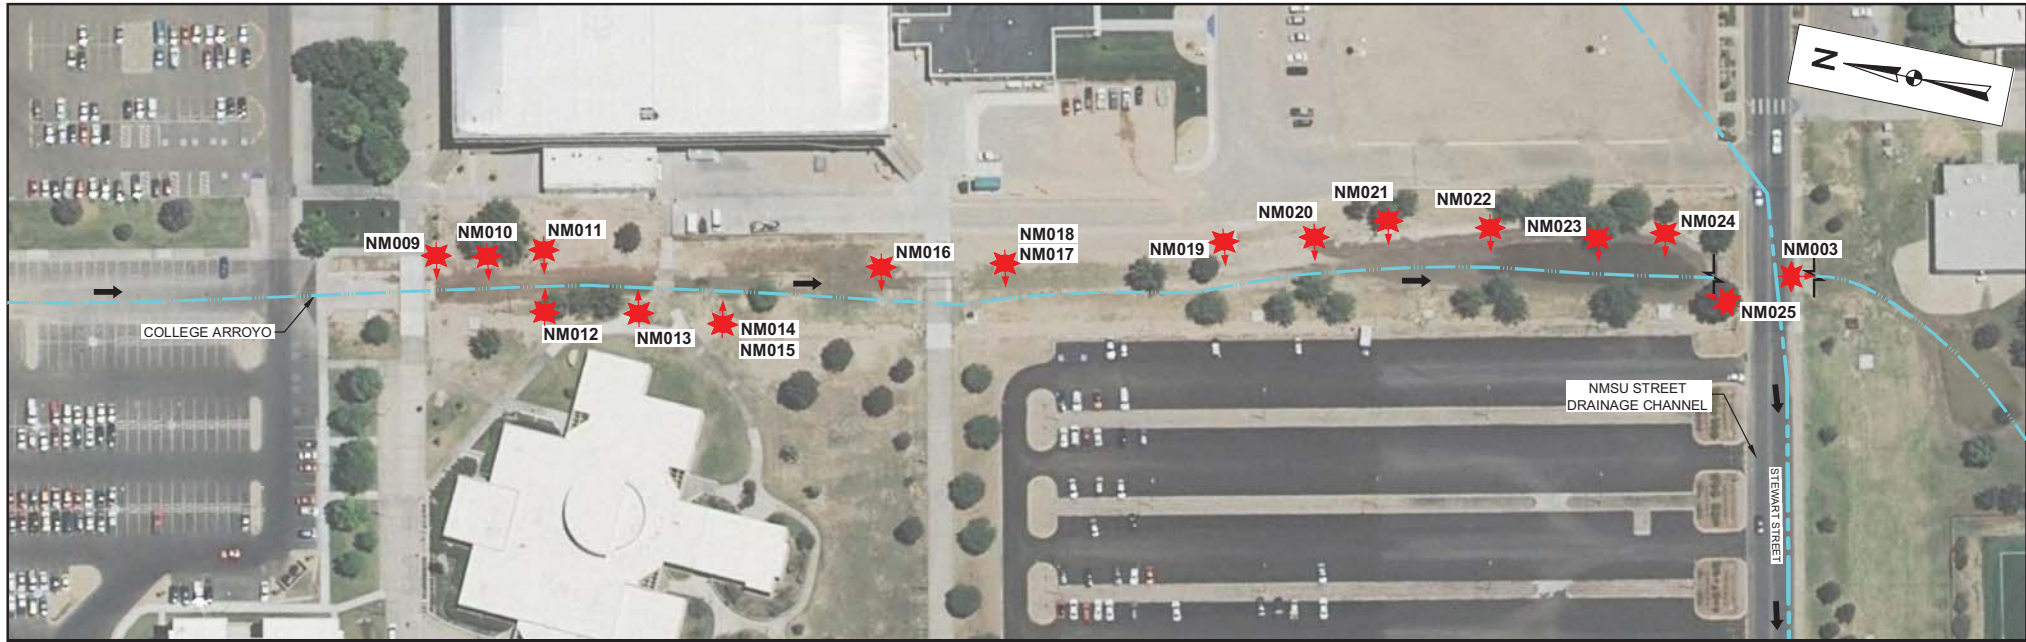 N
NM009
NM010
NM011
NM012
NM013
NM014
NM015
NM016
NM018
NM017
NM019
NM020
NM021
NM022
NM023
NM024
NM003
NM025
COLLEGE ARROYO
NMSU STREET
DRAINAGE CHANNEL
STEWART STREET